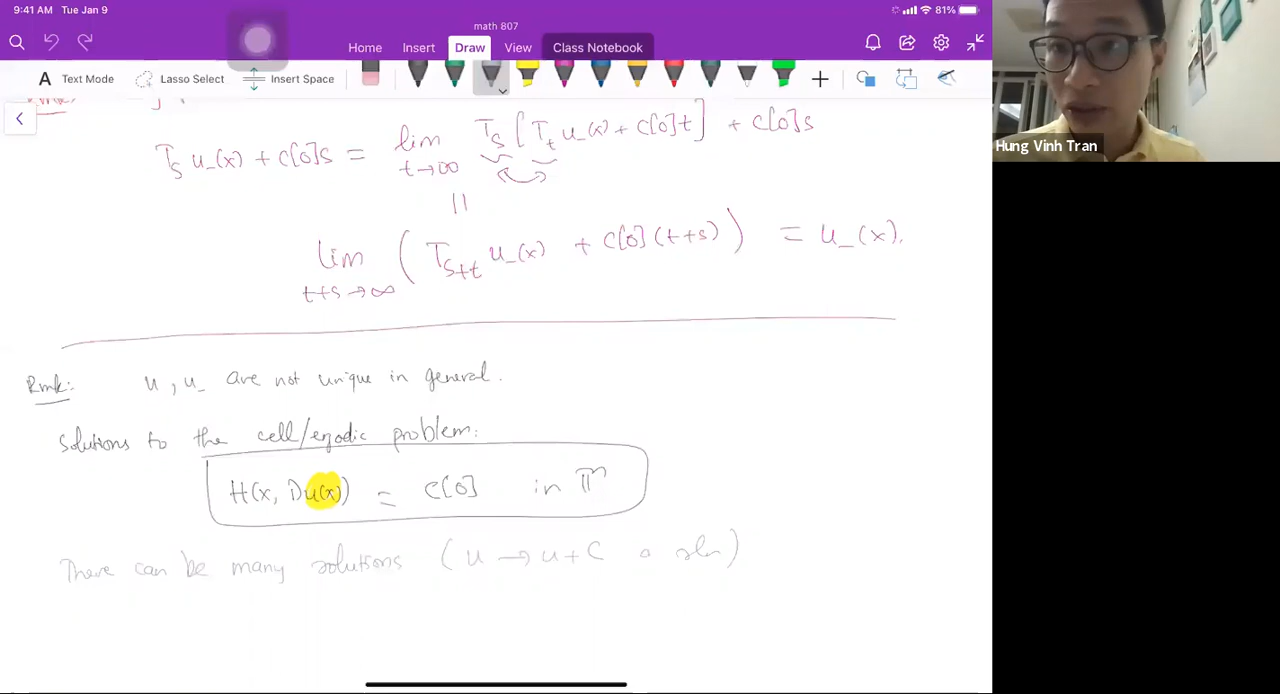 9:41 AM Tue Jan 9
81%
math 807
Home Insert Draw View Class Notebook
Text Mode Lasso Select Insert Space
T_s u_(x) + c[0]s = lim_{t→∞} T_s [T_t u_(x) + c[0]t] + c[0]s
||
lim_{t+s→∞} ( T_{s+t} u_(x) + c[0](t+s) ) = u_(x).
Rmk: u, u_ are not unique in general.
Solutions to the cell/ergodic problem:
H(x, Du(x)) = c[0] in 𝕋ⁿ
There can be many solutions (u → u + C a soln)
Hung Vinh Tran